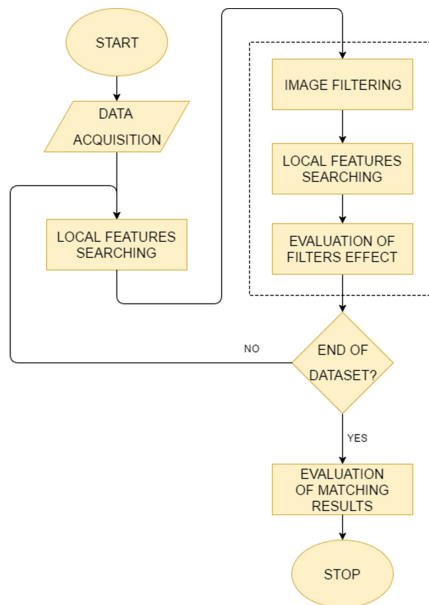 START
DATA
ACQUISITION
LOCAL FEATURES
SEARCHING
IMAGE FILTERING
LOCAL FEATURES
SEARCHING
EVALUATION OF
FILTERS EFFECT
NO
END OF
DATASET?
YES
EVALUATION
OF MATCHING
RESULTS
STOP